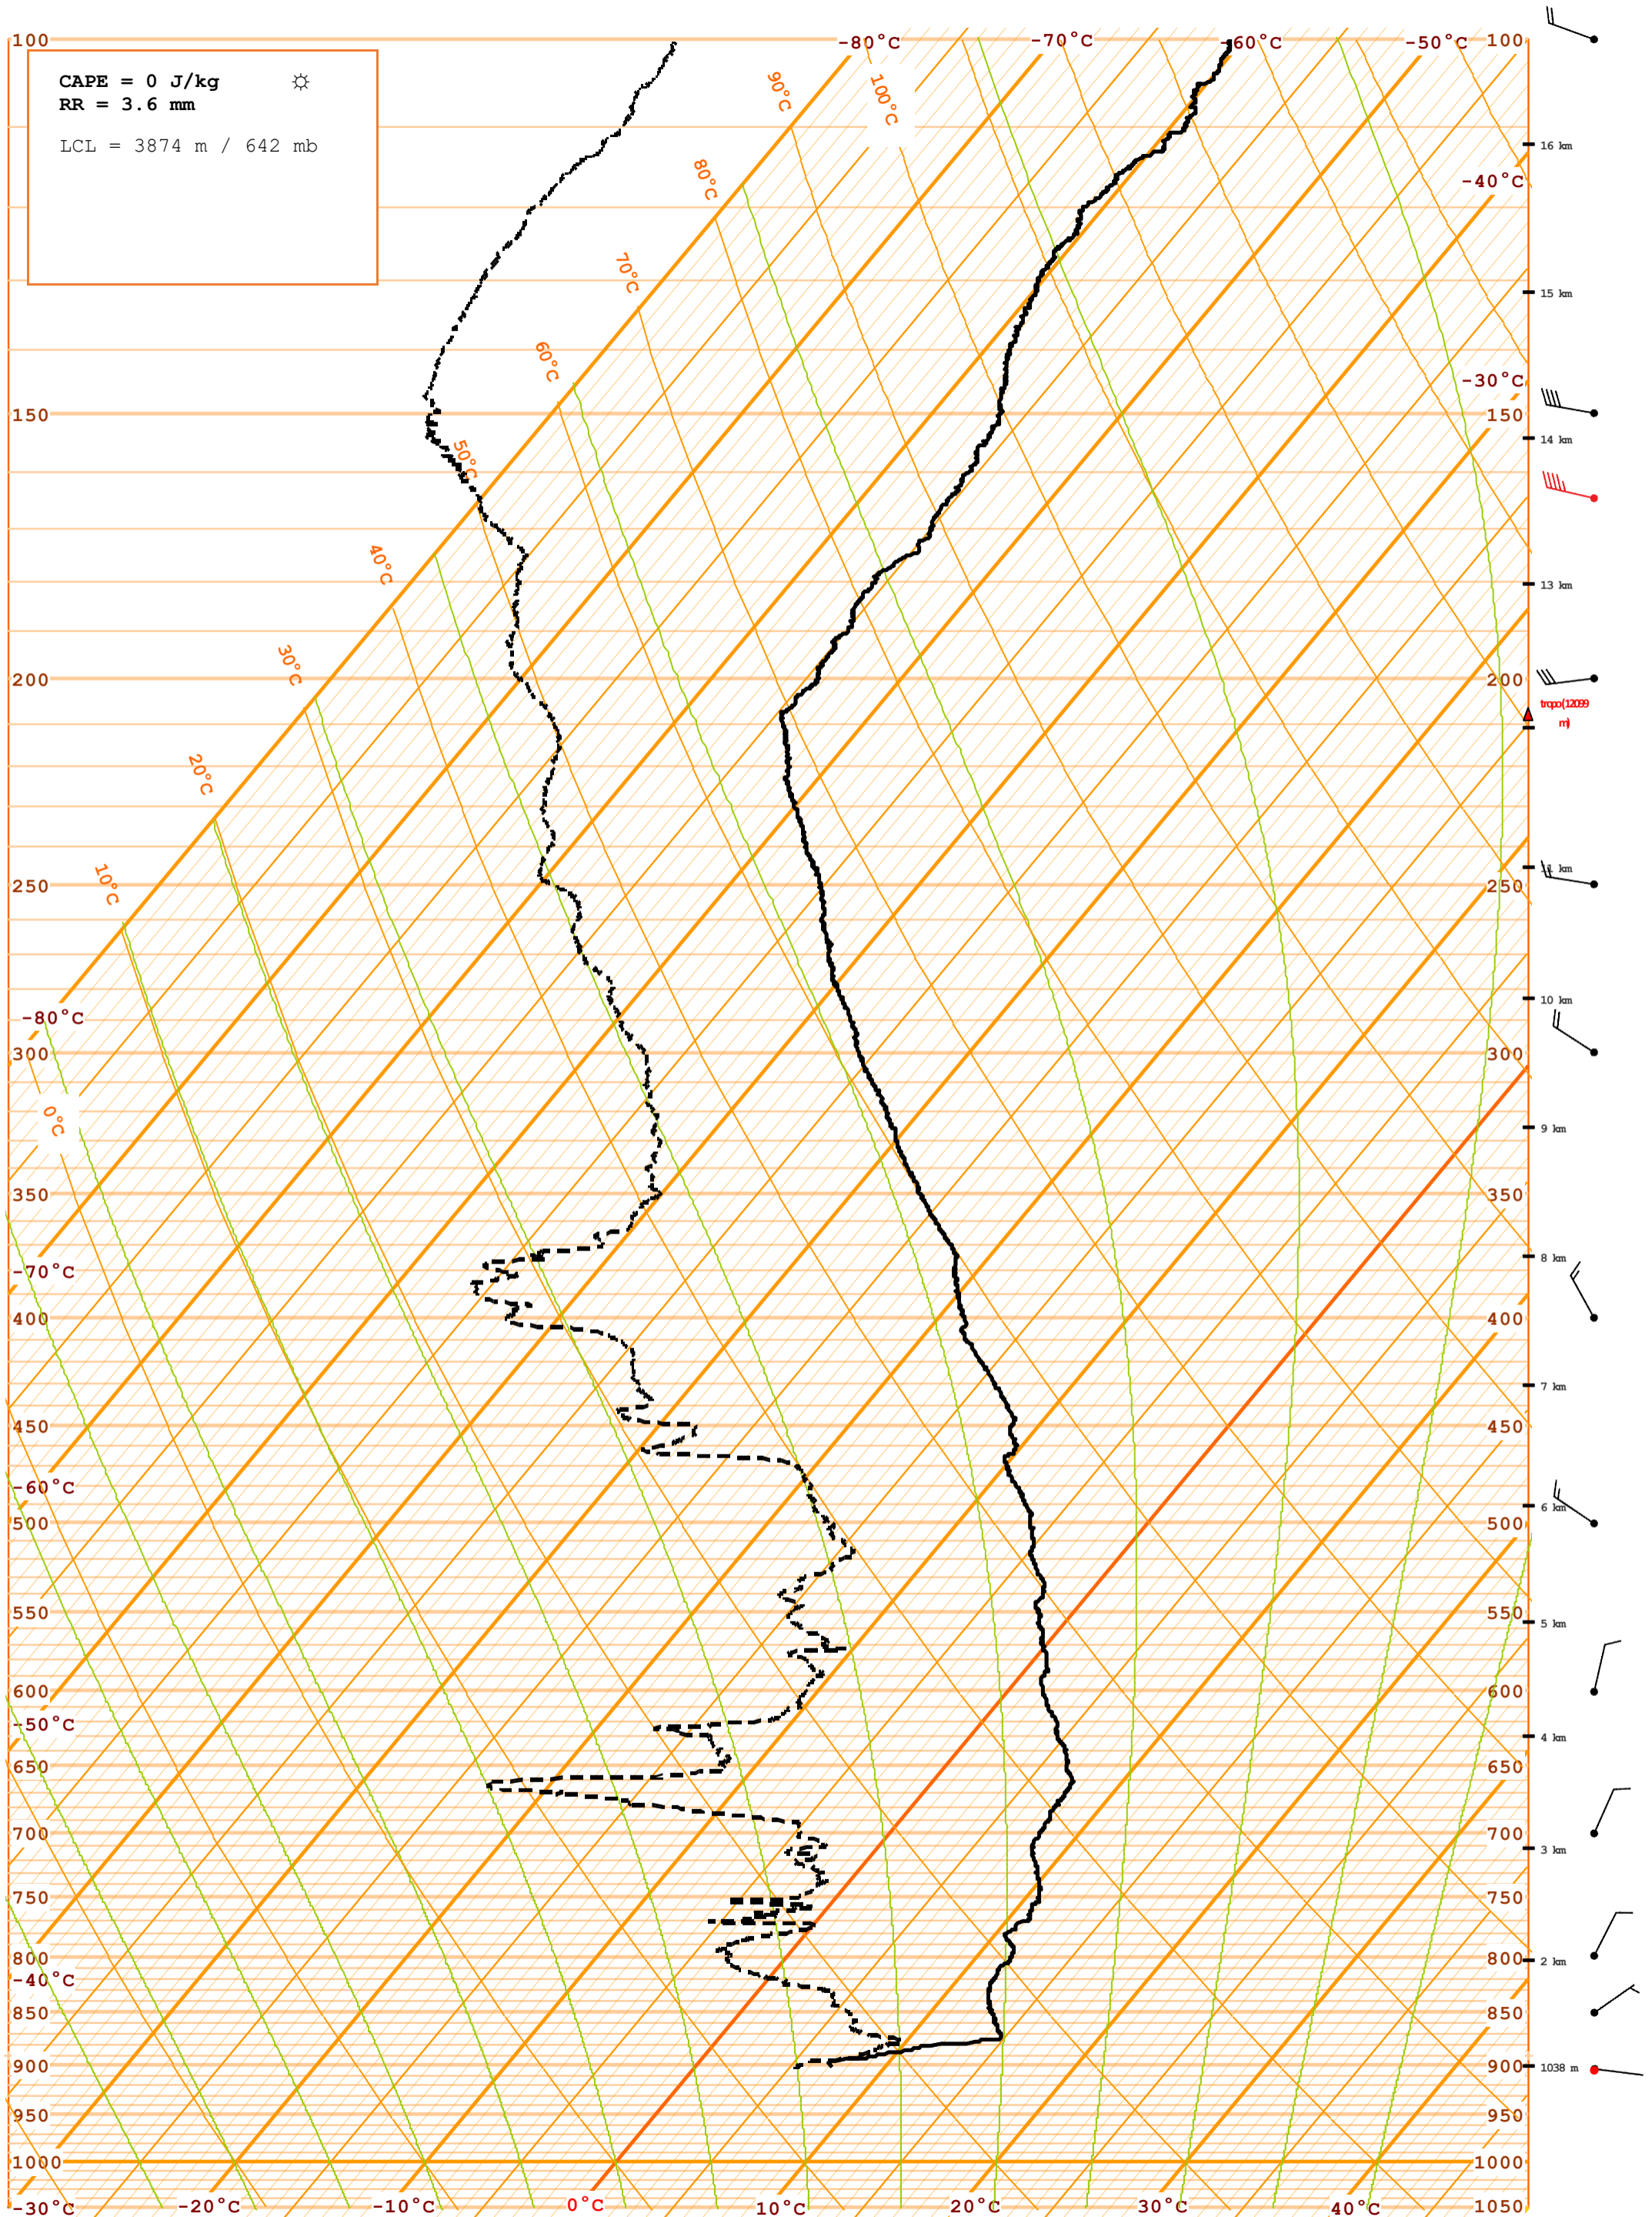 100 -80°C -70°C -60°C -50°C 100
CAPE = 0 J/kg ☼
RR = 3.6 mm
LCL = 3874 m / 642 mb
90°C 100°C
16 km
80°C -40°C
70°C 15 km
60°C -30°C
150 150
14 km
50°C
40°C 13 km
30°C
200 200
tropo(12099
m)
20°C
10°C 11 km
250 250
10 km
-80°C
300 300
0°C 9 km
350 350
8 km
-70°C
400 400
7 km
450 450
-60°C
6 km
500 500
550 550
5 km
600 600
-50°C
4 km
650 650
700 700
3 km
750 750
800 800
2 km
-40°C
850 850
900 900 1038 m
950 950
1000 1000
-30°C -20°C -10°C 0°C 10°C 20°C 30°C 40°C 1050